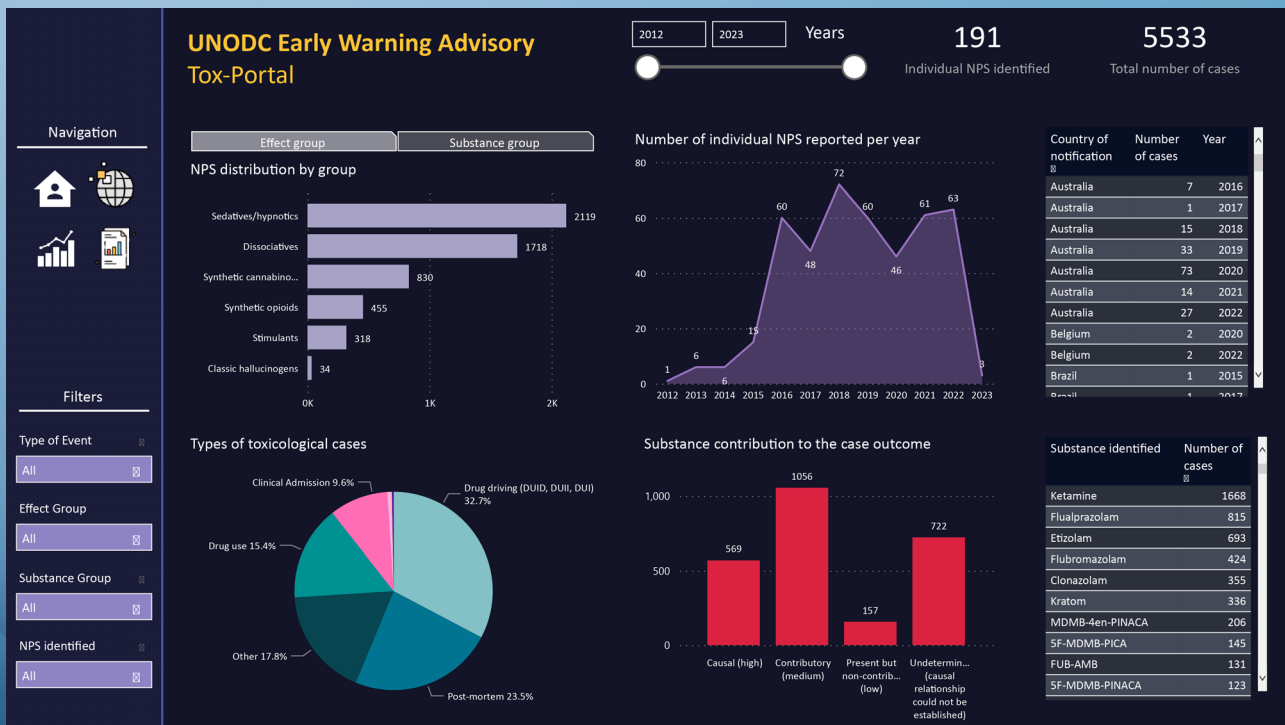 UNODC Early Warning Advisory
Tox-Portal
2012
2023
Years
191
Individual NPS identified
5533
Total number of cases
Navigation
Filters
Type of Event
All
Effect Group
All
Substance Group
All
NPS identified
All
Effect group
Substance group
NPS distribution by group
Sedatives/hypnotics
2119
Dissociatives
1718
Synthetic cannabino...
830
Synthetic opioids
455
Stimulants
318
Classic hallucinogens
34
0K
1K
2K
Number of individual NPS reported per year
80
60
40
20
0
1
6
6
15
60
48
72
60
46
61
63
3
2012 2013 2014 2015 2016 2017 2018 2019 2020 2021 2022 2023
Country of notification
Number of cases
Year
Australia 7 2016
Australia 1 2017
Australia 15 2018
Australia 33 2019
Australia 73 2020
Australia 14 2021
Australia 27 2022
Belgium 2 2020
Belgium 2 2022
Brazil 1 2015
Brazil 1 2017
Types of toxicological cases
Clinical Admission 9.6%
Drug driving (DUID, DUII, DUI)
32.7%
Drug use 15.4%
Other 17.8%
Post-mortem 23.5%
Substance contribution to the case outcome
1,000
500
0
569
1056
157
722
Causal (high)
Contributory
(medium)
Present but
non-contrib...
(low)
Undetermin...
(causal
relationship
could not be
established)
Substance identified
Number of
cases
Ketamine 1668
Flualprazolam 815
Etizolam 693
Flubromazolam 424
Clonazolam 355
Kratom 336
MDMB-4en-PINACA 206
5F-MDMB-PICA 145
FUB-AMB 131
5F-MDMB-PINACA 123